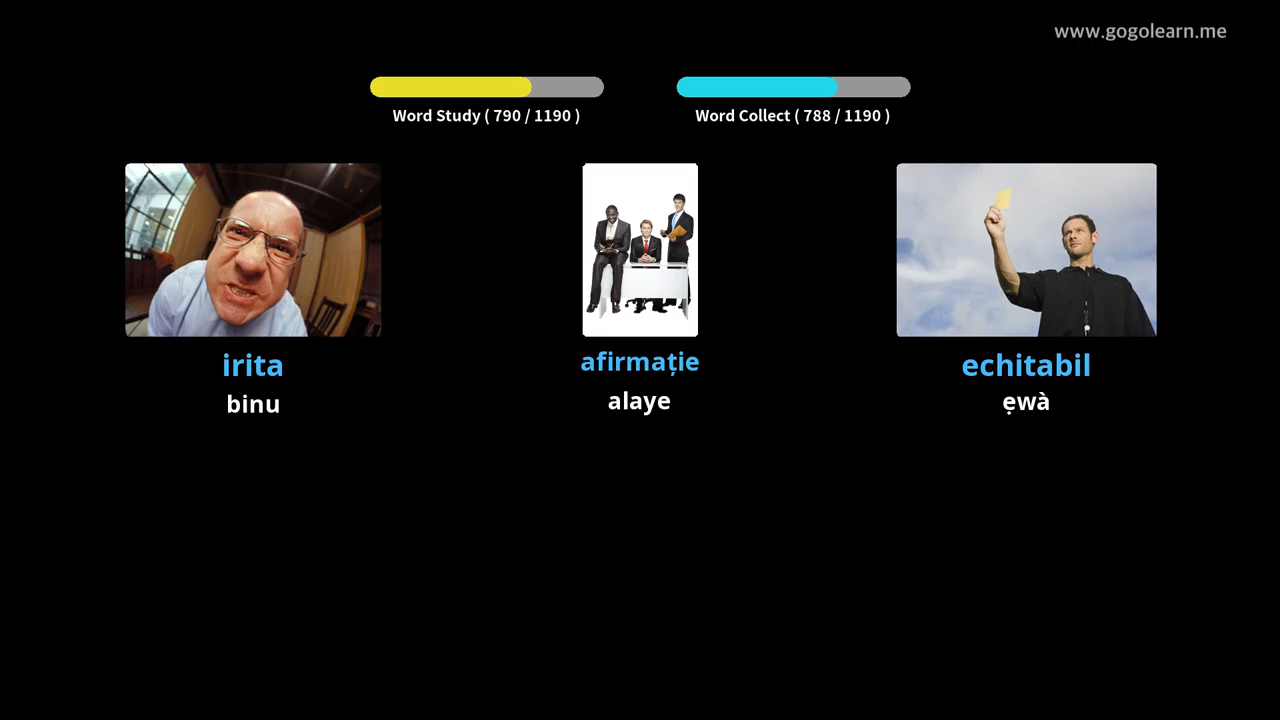 www.gogolearn.me
Word Study ( 790 / 1190 )
Word Collect ( 788 / 1190 )
irita
binu
afirmație
alaye
echitabil
ẹwà